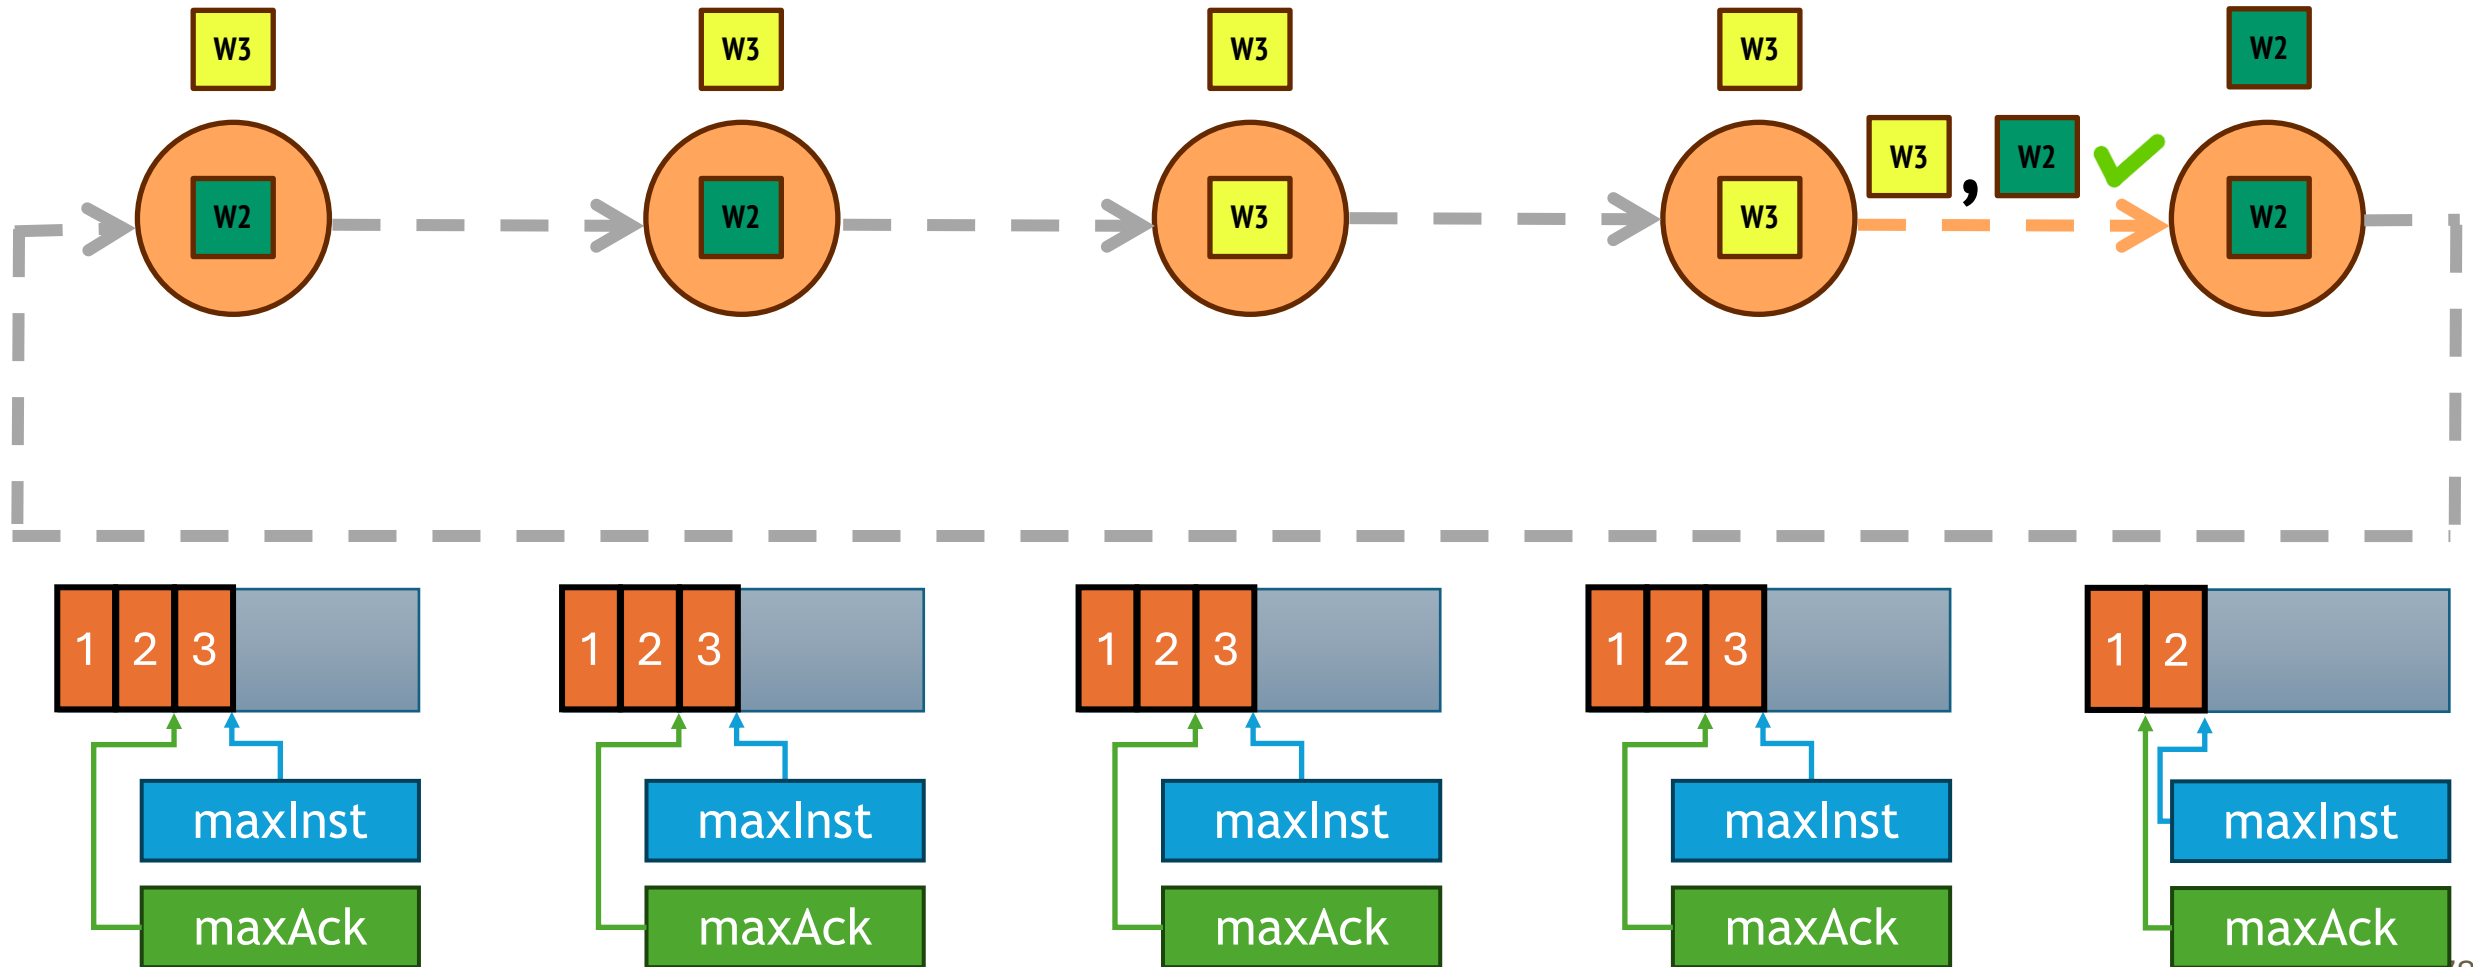 W3 W3 W3 W3 W2
W3 , W2
W2 W2 W3 W3 W2
1 2 3 1 2 3 1 2 3 1 2 3 1 2
maxInst maxInst maxInst maxInst maxInst
maxAck maxAck maxAck maxAck maxAck